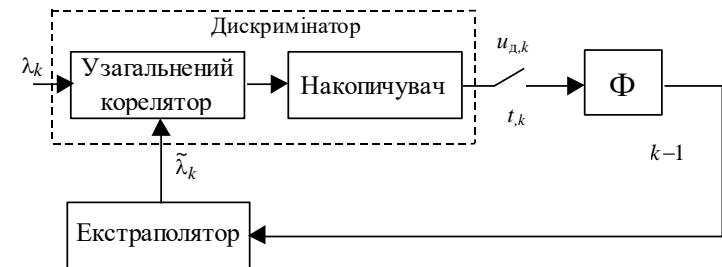 Дискримінатор
λk
Узагальнений
корелятор
Накопичувач
uд,k
t,k
Ф
λ̃k
k–1
Екстраполятор